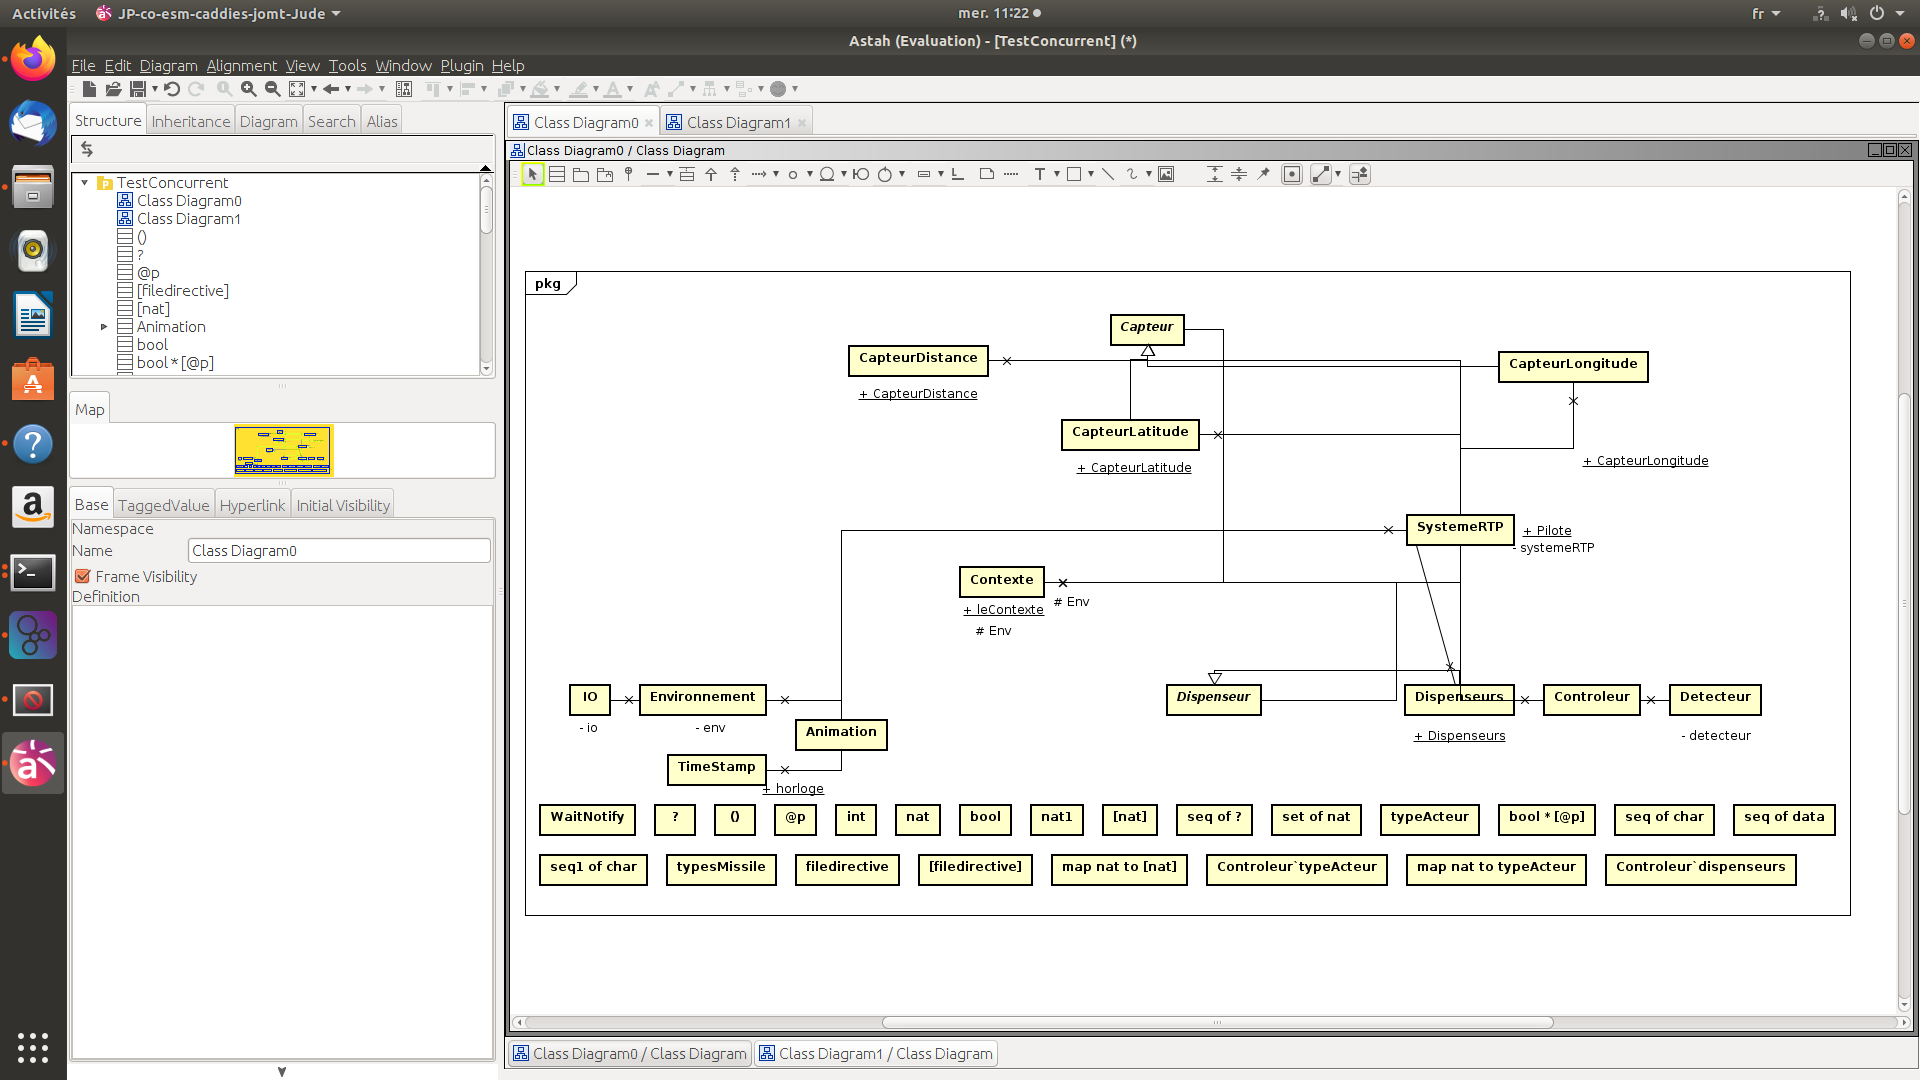 Activités JP-co-esm-caddies-jomt-Jude mer. 11:22 fr
Astah (Evaluation) - [TestConcurrent] (*)
File Edit Diagram Alignment View Tools Window Plugin Help
Structure Inheritance Diagram Search Alias
TestConcurrent
Class Diagram0
Class Diagram1
()
?
@p
[filedirective]
[nat]
Animation
bool
bool * [@p]
Map
Base TaggedValue Hyperlink Initial Visibility
Namespace
Name Class Diagram0
Frame Visibility
Definition
Class Diagram0 Class Diagram1
Class Diagram0 / Class Diagram
pkg
Capteur
CapteurDistance
+ CapteurDistance
CapteurLongitude
CapteurLatitude
+ CapteurLatitude
+ CapteurLongitude
SystemeRTP
+ Pilote
- systemeRTP
Contexte
+ leContexte
# Env
# Env
IO
- io
Environnement
- env
Animation
TimeStamp
+ horloge
Dispenseur
Dispenseurs
+ Dispenseurs
Controleur
Detecteur
- detecteur
WaitNotify ? () @p int nat bool nat1 [nat] seq of ? set of nat typeActeur bool * [@p] seq of char seq of data
seq1 of char typesMissile filedirective [filedirective] map nat to [nat] Controleur`typeActeur map nat to typeActeur Controleur`dispenseurs
Class Diagram0 / Class Diagram Class Diagram1 / Class Diagram